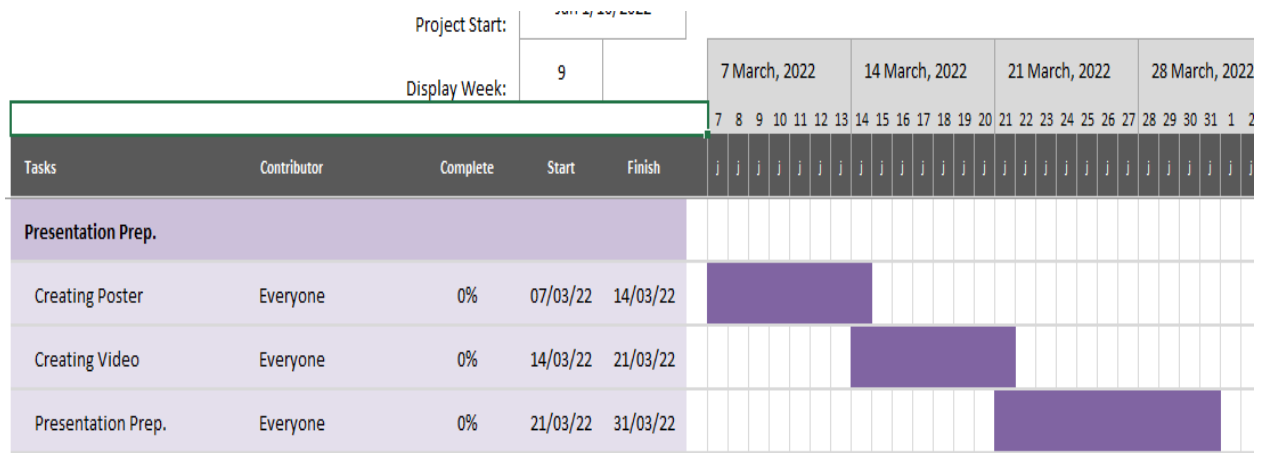 Project Start:
Display Week: 9
7 March, 2022 14 March, 2022 21 March, 2022 28 March, 2022
7 8 9 10 11 12 13 14 15 16 17 18 19 20 21 22 23 24 25 26 27 28 29 30 31 1 2
Tasks Contributor Complete Start Finish j j j j j j j j j j j j j j j j j j j j j j j j j j j
Presentation Prep.
Creating Poster Everyone 0% 07/03/22 14/03/22
Creating Video Everyone 0% 14/03/22 21/03/22
Presentation Prep. Everyone 0% 21/03/22 31/03/22